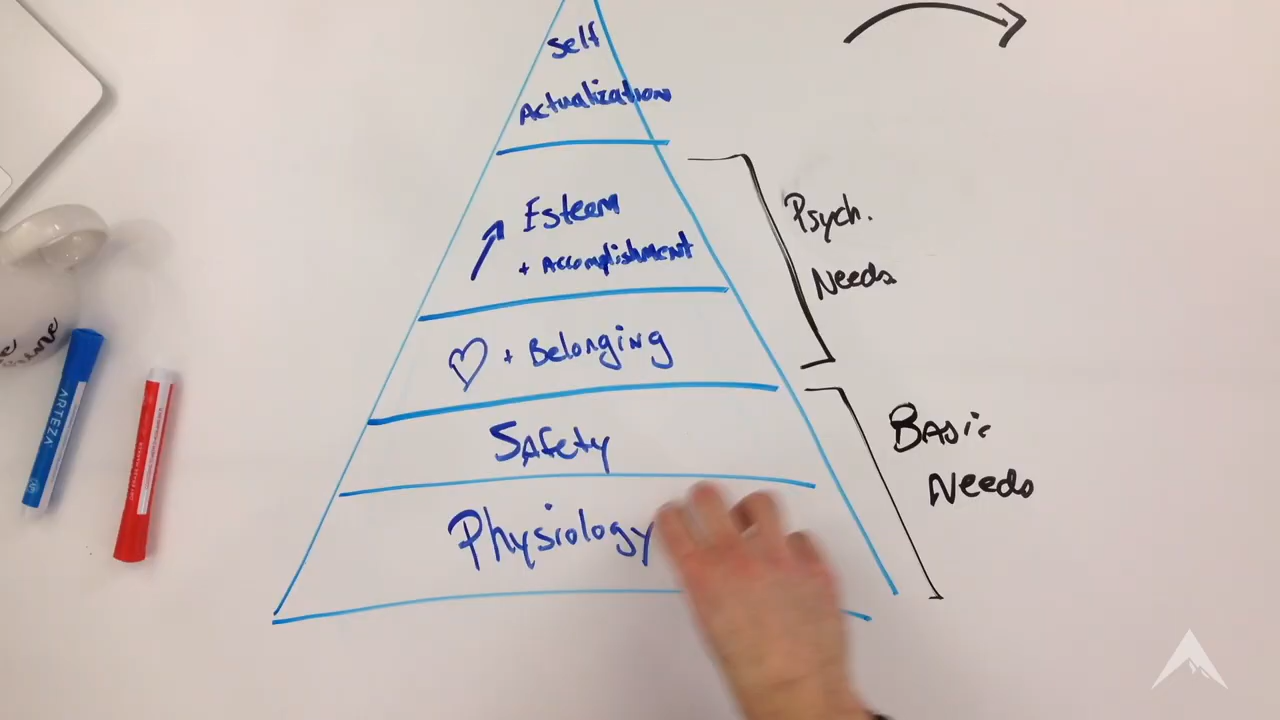 Self
Actualization
Esteem
+ Accomplishment
Psych.
Needs
+ Belonging
Safety
Basic
Needs
Physiology
ARTEZA